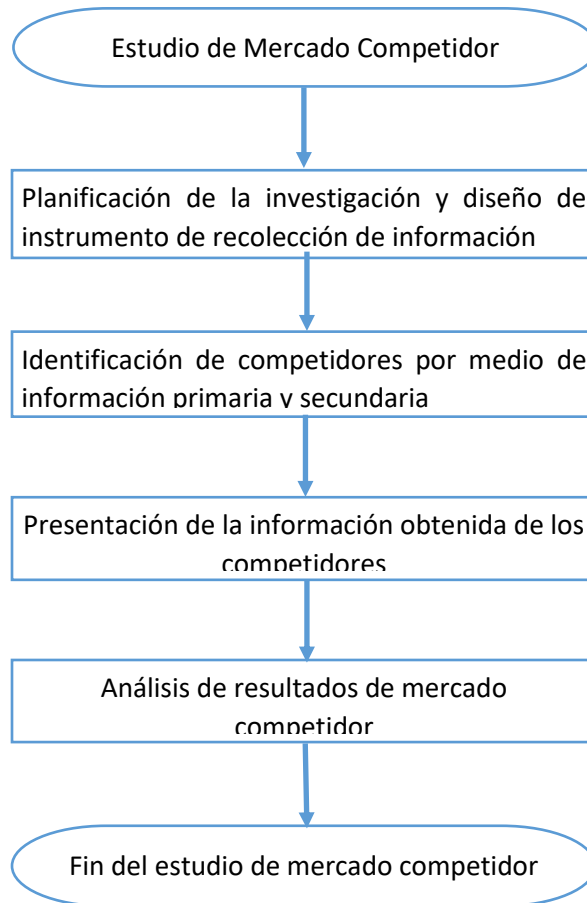 Estudio de Mercado Competidor
Planificación de la investigación y diseño de
instrumento de recolección de información
Identificación de competidores por medio de
información primaria y secundaria
Presentación de la información obtenida de los
competidores
Análisis de resultados de mercado
competidor
Fin del estudio de mercado competidor